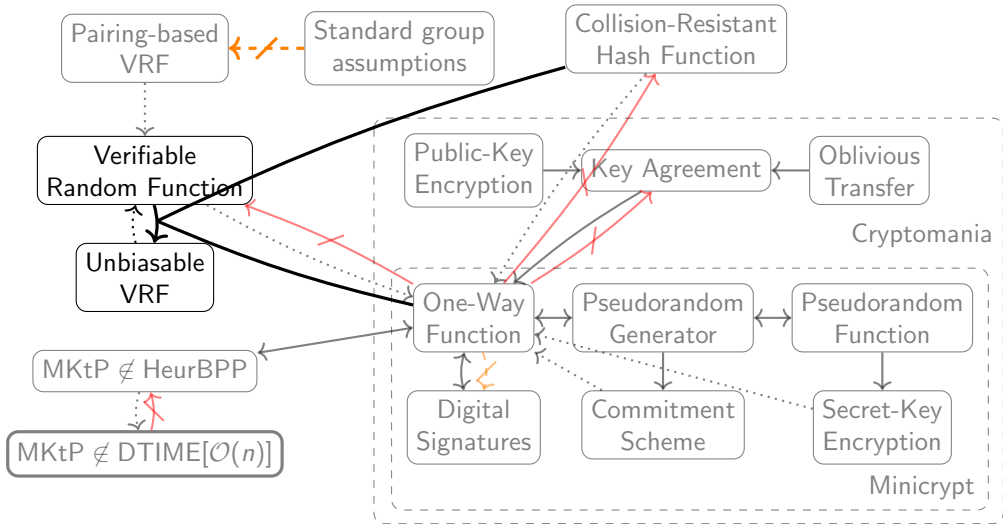 Pairing-based
VRF
Standard group
assumptions
Collision-Resistant
Hash Function
Verifiable
Random Function
Public-Key
Encryption
Key Agreement
Oblivious
Transfer
Cryptomania
Unbiasable
VRF
One-Way
Function
Pseudorandom
Generator
Pseudorandom
Function
MKtP ∉ HeurBPP
Digital
Signatures
Commitment
Scheme
Secret-Key
Encryption
MKtP ∉ DTIME[𝒪(n)]
Minicrypt